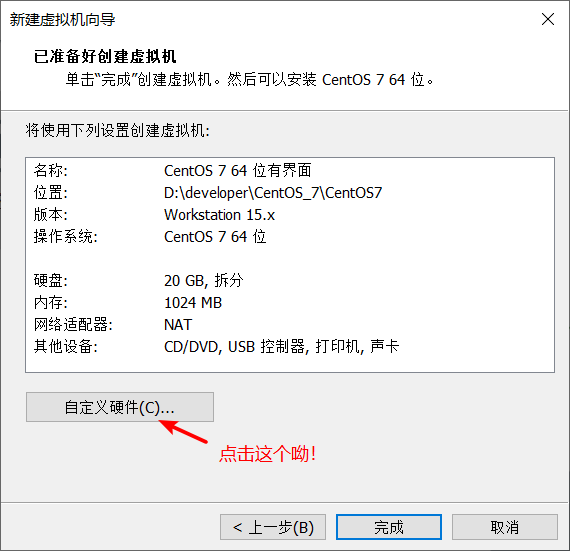 新建虚拟机向导
已准备好创建虚拟机
单击“完成”创建虚拟机。然后可以安装 CentOS 7 64 位。
将使用下列设置创建虚拟机:
名称: CentOS 7 64 位有界面
位置: D:\developer\CentOS_7\CentOS7
版本: Workstation 15.x
操作系统: CentOS 7 64 位
硬盘: 20 GB, 拆分
内存: 1024 MB
网络适配器: NAT
其他设备: CD/DVD, USB 控制器, 打印机, 声卡
自定义硬件(C)...
点击这个呦!
< 上一步(B) 完成 取消